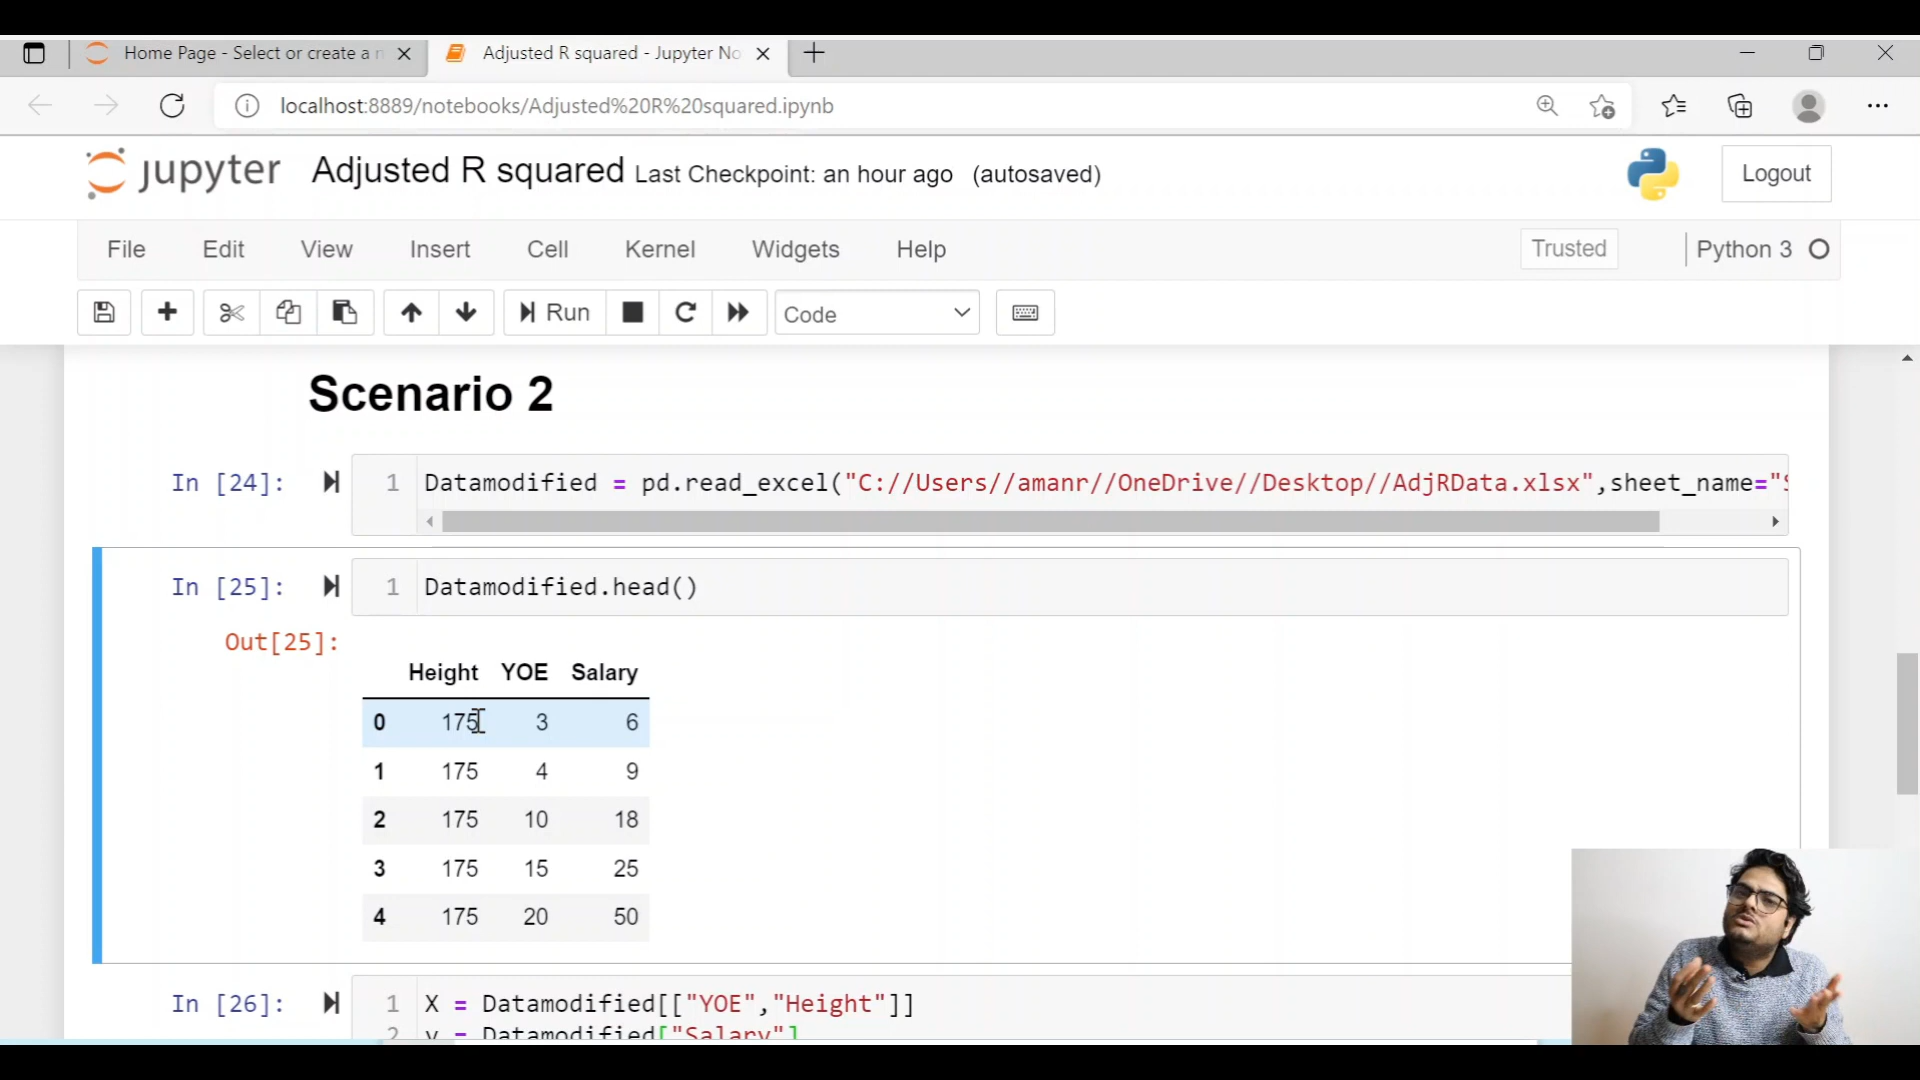 Home Page - Select or create a n
Adjusted R squared - Jupyter No
localhost:8889/notebooks/Adjusted%20R%20squared.ipynb
jupyter Adjusted R squared Last Checkpoint: an hour ago (autosaved)
Logout
File Edit View Insert Cell Kernel Widgets Help
Trusted Python 3
Run Code
Scenario 2
In [24]: 1 Datamodified = pd.read_excel("C://Users//amanr//OneDrive//Desktop//AdjRData.xlsx",sheet_name="S
In [25]: 1 Datamodified.head()
Out[25]:
Height YOE Salary
0 175 3 6
1 175 4 9
2 175 10 18
3 175 15 25
4 175 20 50
In [26]: 1 X = Datamodified[["YOE","Height"]]
2 y = Datamodified["Salary"]